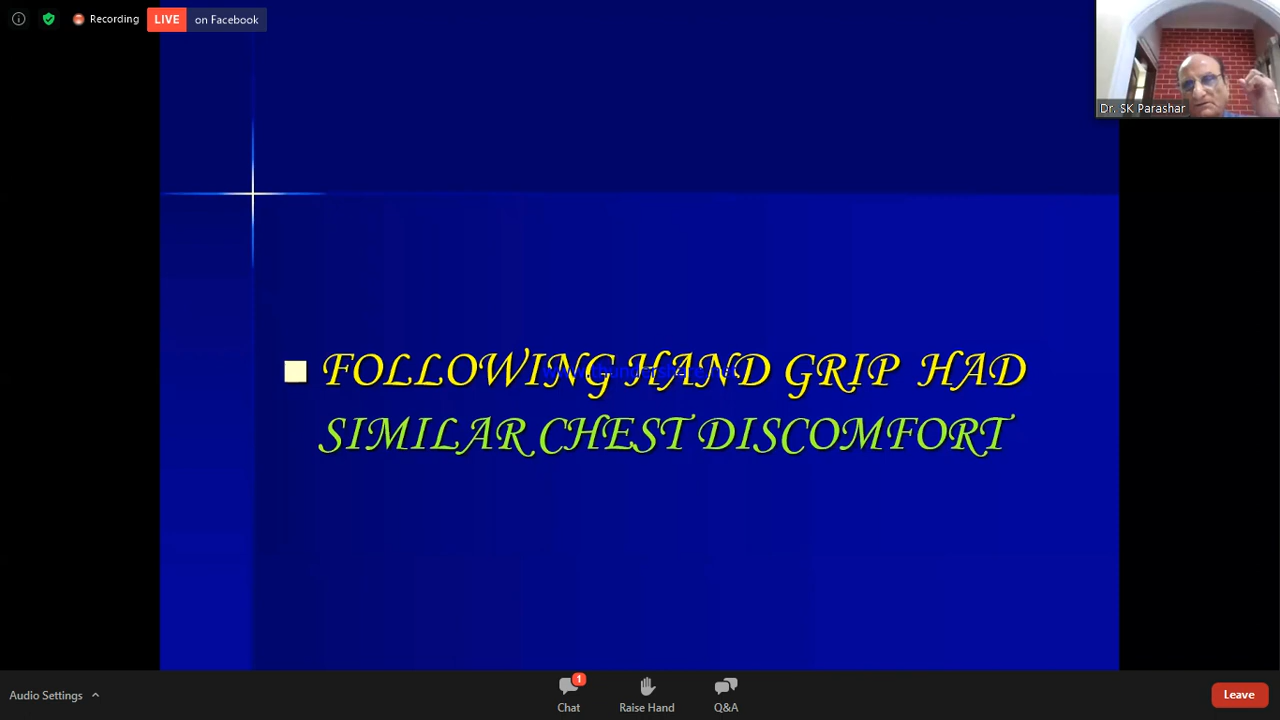 Recording
LIVE on Facebook
Dr. SK Parashar
FOLLOWING HAND GRIP HAD
SIMILAR CHEST DISCOMFORT
Audio Settings
Chat
1
Raise Hand
Q&A
Leave